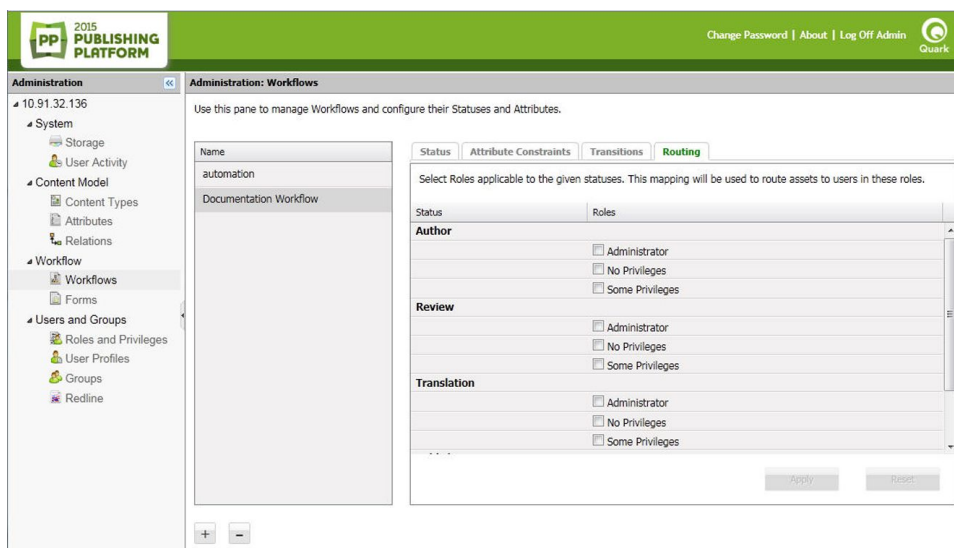 2015
PP PUBLISHING
PLATFORM
Change Password | About | Log Off Admin
Quark
Administration
Administration: Workflows
10.91.32.136
Use this pane to manage Workflows and configure their Statuses and Attributes.
System
Storage
User Activity
Content Model
Content Types
Attributes
Relations
Workflow
Workflows
Forms
Users and Groups
Roles and Privileges
User Profiles
Groups
Redline
Name
automation
Documentation Workflow
Status Attribute Constraints Transitions Routing
Select Roles applicable to the given statuses. This mapping will be used to route assets to users in these roles.
Status Roles
Author
Administrator
No Privileges
Some Privileges
Review
Administrator
No Privileges
Some Privileges
Translation
Administrator
No Privileges
Some Privileges
Apply Reset
+ -